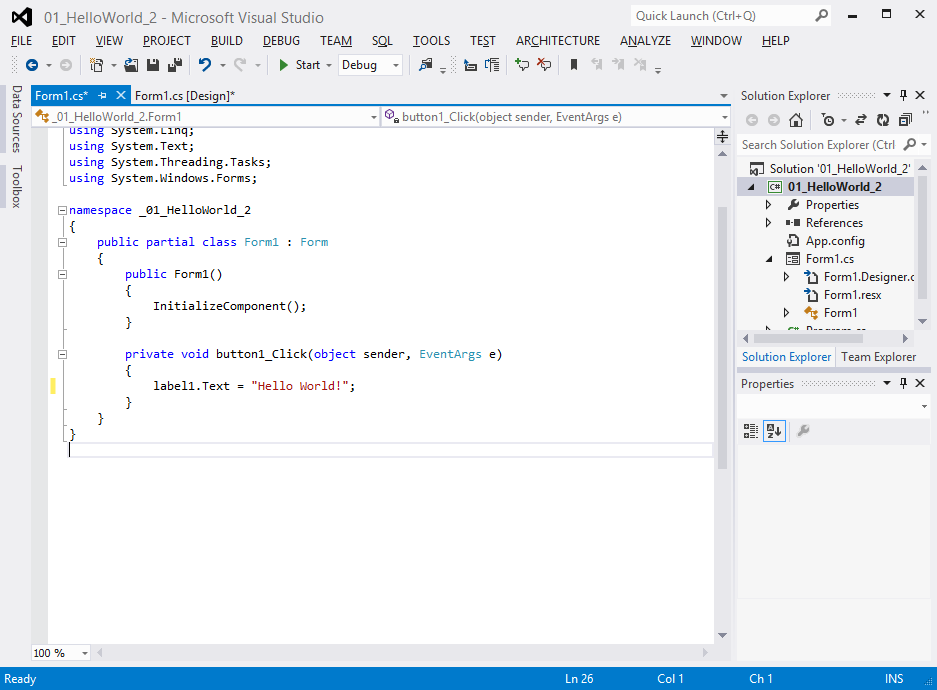 01_HelloWorld_2 - Microsoft Visual Studio
Quick Launch (Ctrl+Q)
FILE EDIT VIEW PROJECT BUILD DEBUG TEAM SQL TOOLS TEST ARCHITECTURE ANALYZE WINDOW HELP
Start Debug
Data Sources
Toolbox
Form1.cs* Form1.cs [Design]*
_01_HelloWorld_2.Form1 button1_Click(object sender, EventArgs e)
using System.Linq;
using System.Text;
using System.Threading.Tasks;
using System.Windows.Forms;
namespace _01_HelloWorld_2
{
public partial class Form1 : Form
{
public Form1()
{
InitializeComponent();
}
private void button1_Click(object sender, EventArgs e)
{
label1.Text = "Hello World!";
}
}
}
100 %
Solution Explorer
Search Solution Explorer (Ctrl
Solution '01_HelloWorld_2'
C# 01_HelloWorld_2
Properties
References
App.config
Form1.cs
Form1.Designer.c
Form1.resx
Form1
Program.cs
Solution Explorer Team Explorer
Properties
Ready Ln 26 Col 1 Ch 1 INS